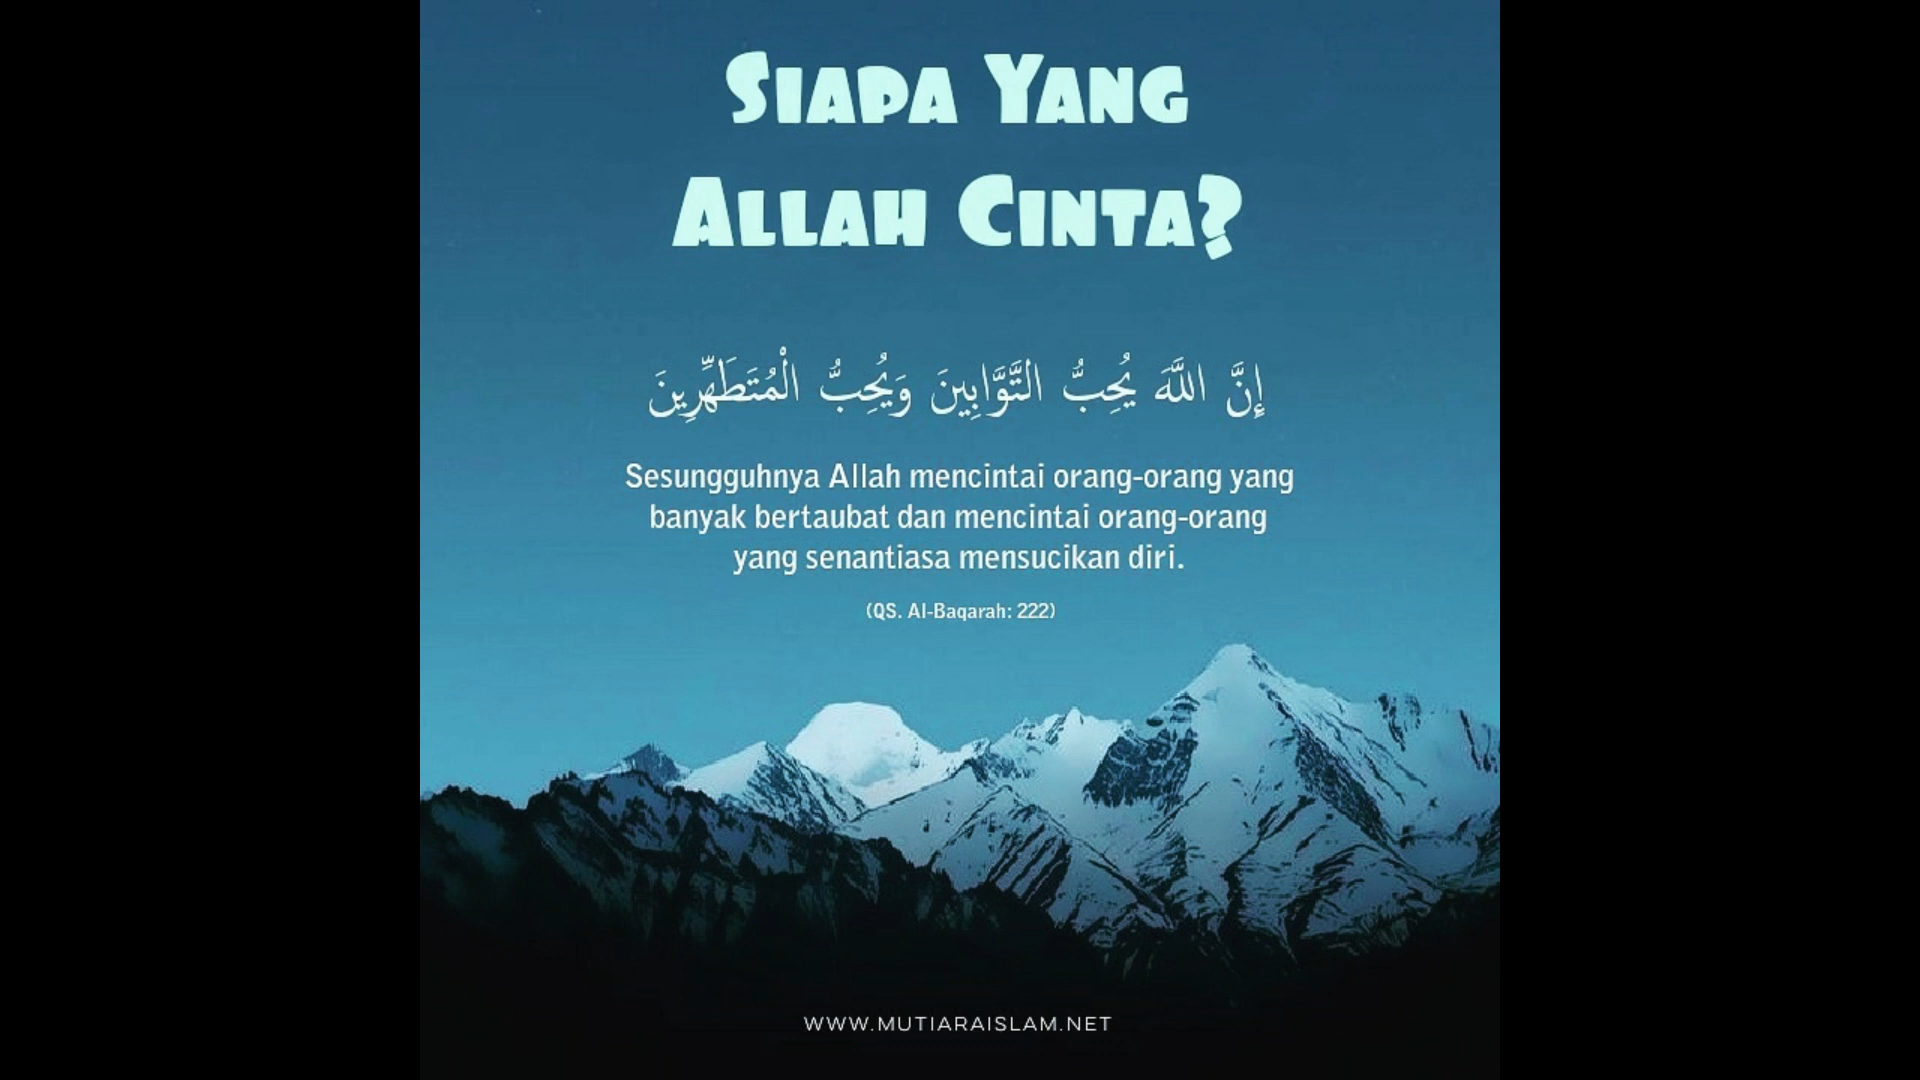 SIAPA YANG
ALLAH CINTA?
إِنَّ اللَّهَ يُحِبُّ التَّوَّابِينَ وَيُحِبُّ الْمُتَطَهِّرِينَ
Sesungguhnya Allah mencintai orang-orang yang
banyak bertaubat dan mencintai orang-orang
yang senantiasa mensucikan diri.
(QS. Al-Baqarah: 222)
WWW.MUTIARAISLAM.NET